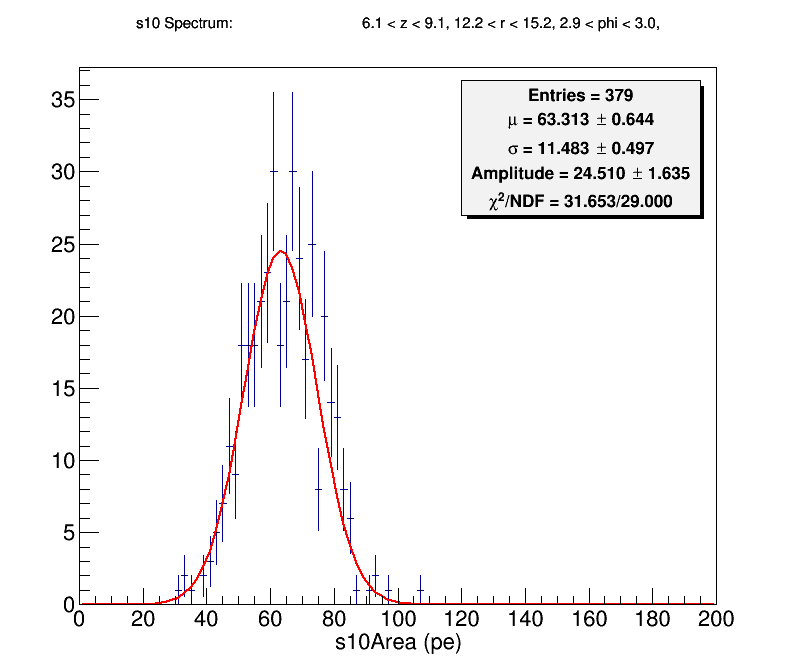 s10 Spectrum: 6.1 < z < 9.1, 12.2 < r < 15.2, 2.9 < phi < 3.0,
Entries = 379
μ = 63.313 ± 0.644
σ = 11.483 ± 0.497
Amplitude = 24.510 ± 1.635
χ²/NDF = 31.653/29.000
35
30
25
20
15
10
5
0
0 20 40 60 80 100 120 140 160 180 200
s10Area (pe)